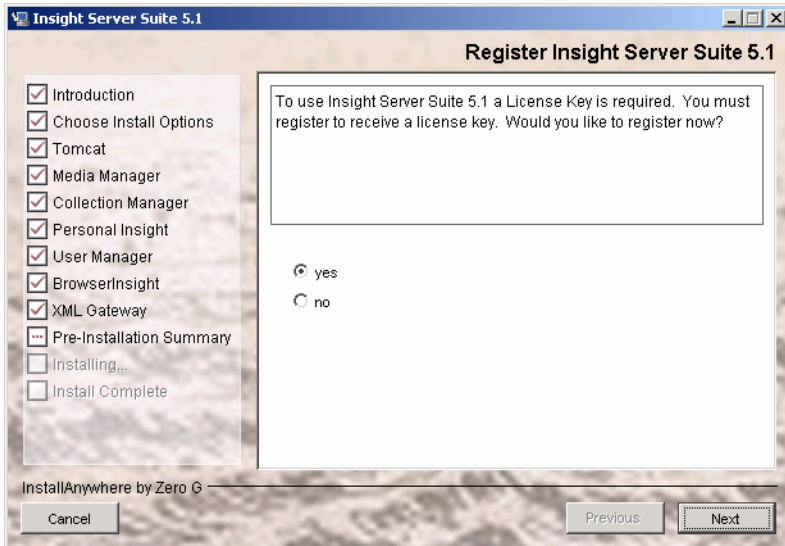 Insight Server Suite 5.1
Register Insight Server Suite 5.1
Introduction
Choose Install Options
Tomcat
Media Manager
Collection Manager
Personal Insight
User Manager
BrowserInsight
XML Gateway
Pre-Installation Summary
Installing...
Install Complete
To use Insight Server Suite 5.1 a License Key is required. You must
register to receive a license key. Would you like to register now?
yes
no
InstallAnywhere by Zero G
Cancel
Previous
Next